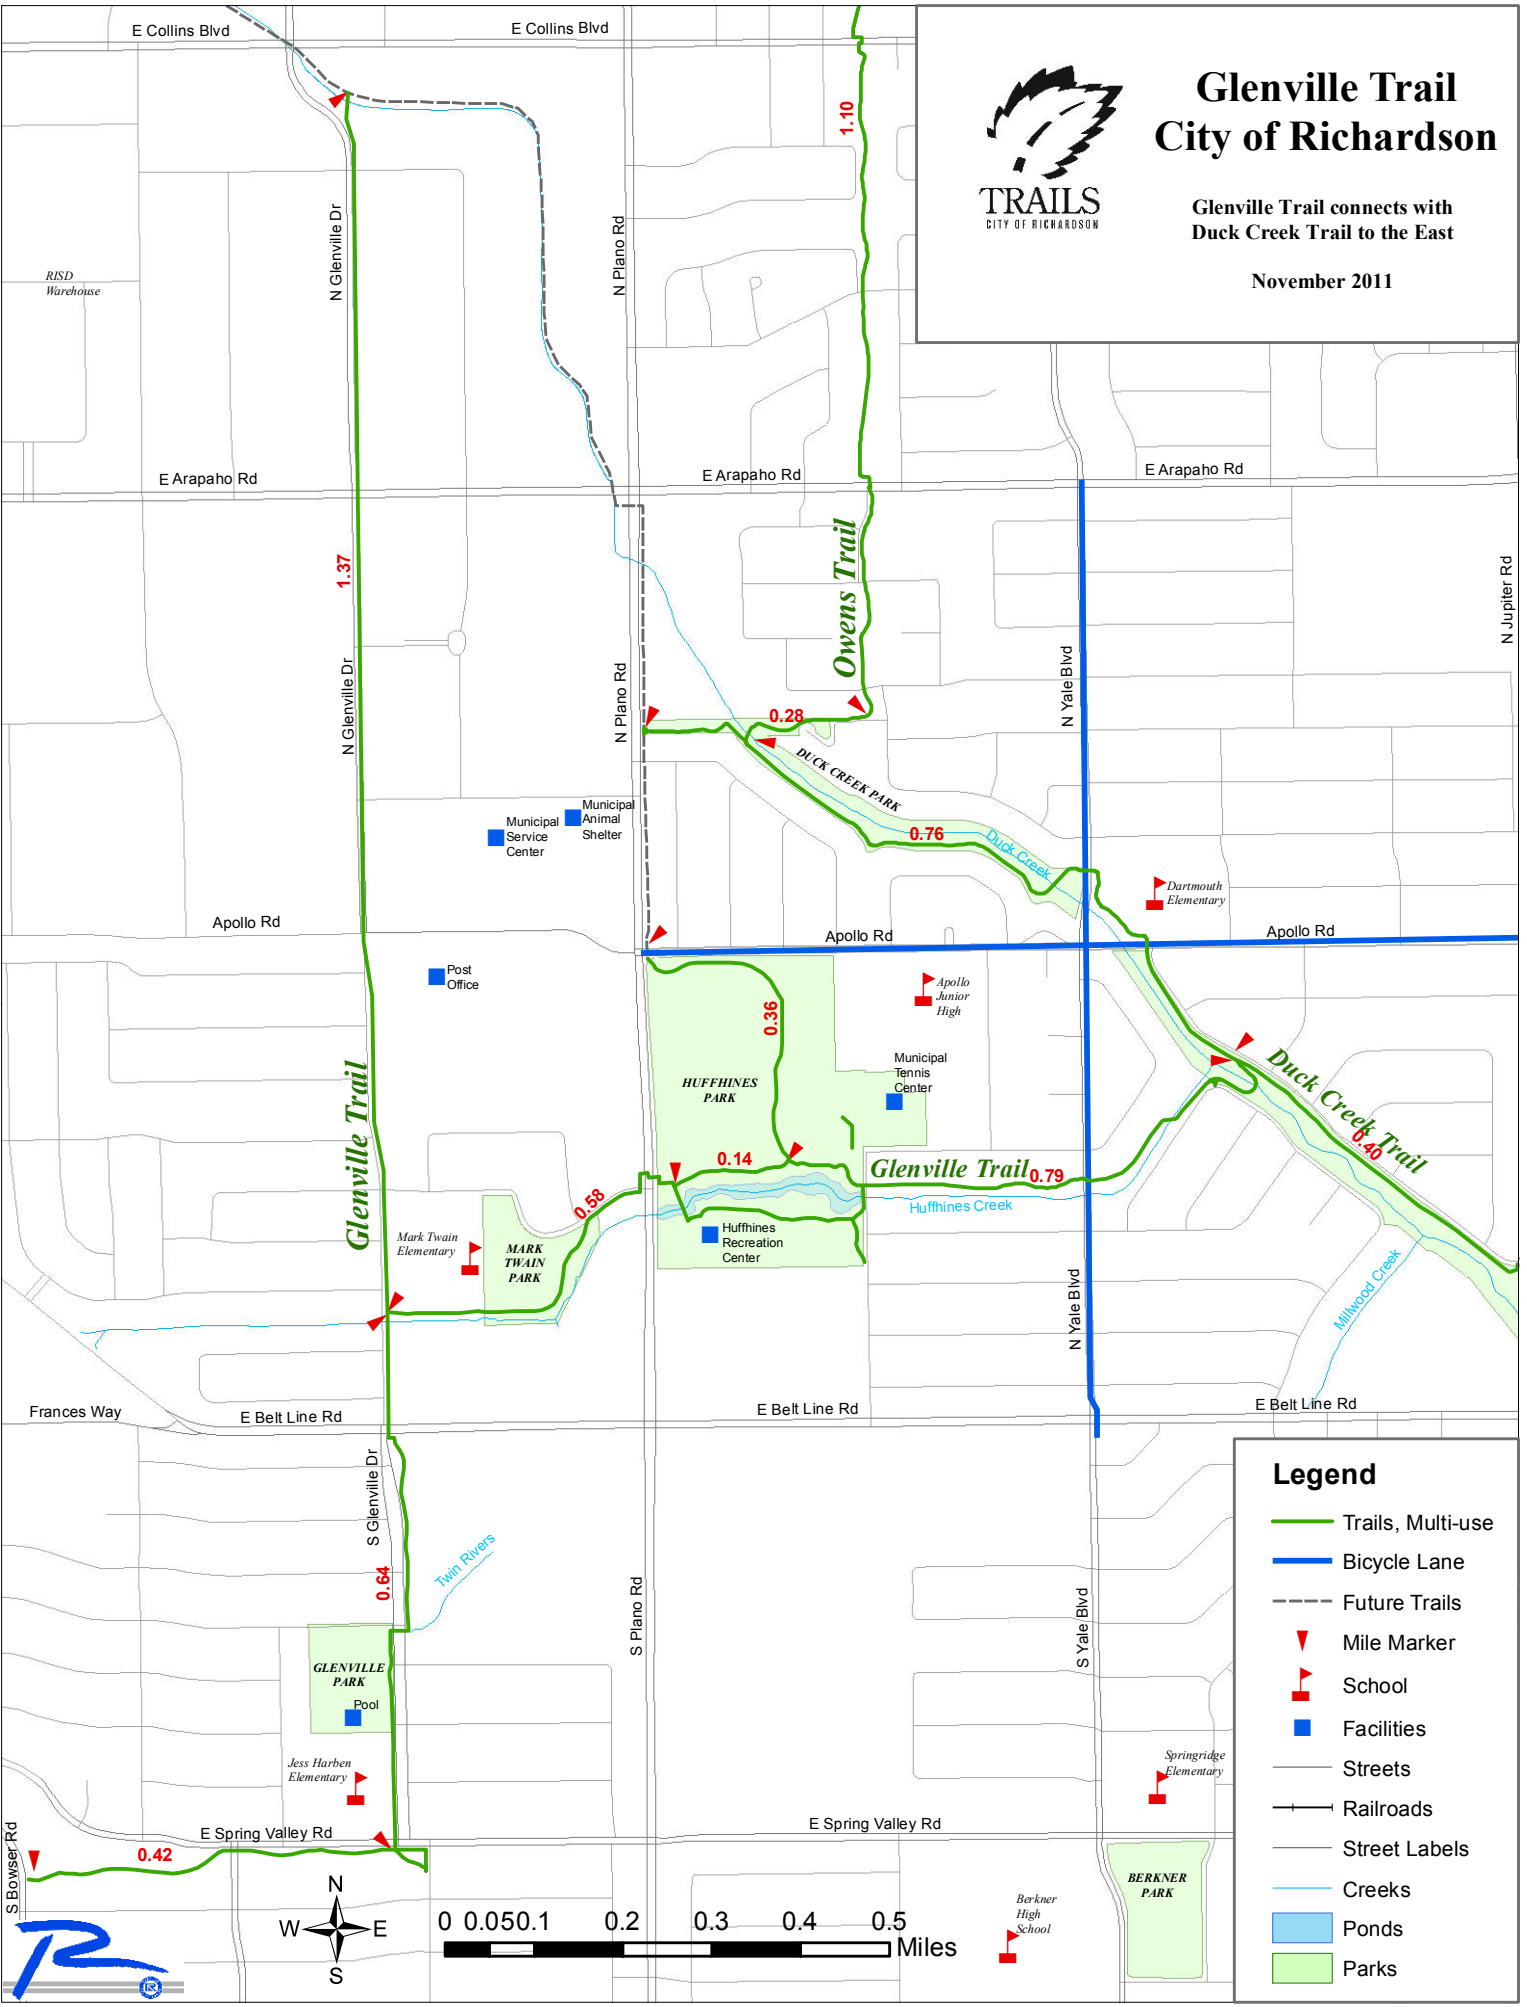 E Collins Blvd
E Collins Blvd
Glenville Trail
City of Richardson
Glenville Trail connects with
Duck Creek Trail to the East
November 2011
TRAILS
CITY OF RICHARDSON
1.10
N Glenville Dr
N Plano Rd
RISD
Warehouse
E Arapaho Rd
E Arapaho Rd
E Arapaho Rd
1.37
Owens Trail
N Jupiter Rd
N Glenville Dr
N Plano Rd
N Yale Blvd
0.28
DUCK CREEK PARK
0.76
Duck Creek
Municipal
Animal
Shelter
Municipal
Service
Center
Dartmouth
Elementary
Apollo Rd
Apollo Rd
Apollo Rd
Post
Office
Apollo
Junior
High
0.36
Municipal
Tennis
Center
HUFFHINES
PARK
Duck Creek Trail
0.40
Glenville Trail
0.14
Glenville Trail
0.79
0.58
Huffhines Creek
Mark Twain
Elementary
MARK
TWAIN
PARK
Huffhines
Recreation
Center
Millwood Creek
N Yale Blvd
Frances Way
E Belt Line Rd
E Belt Line Rd
E Belt Line Rd
S Glenville Dr
Twin Rivers
0.64
S Plano Rd
S Yale Blvd
GLENVILLE
PARK
Pool
Jess Harben
Elementary
Springridge
Elementary
E Spring Valley Rd
E Spring Valley Rd
S Bowser Rd
0.42
BERKNER
PARK
Berkner
High
School
N
W
E
S
0 0.05 0.1 0.2 0.3 0.4 0.5
Miles
R
Legend
Trails, Multi-use
Bicycle Lane
Future Trails
Mile Marker
School
Facilities
Streets
Railroads
Street Labels
Creeks
Ponds
Parks